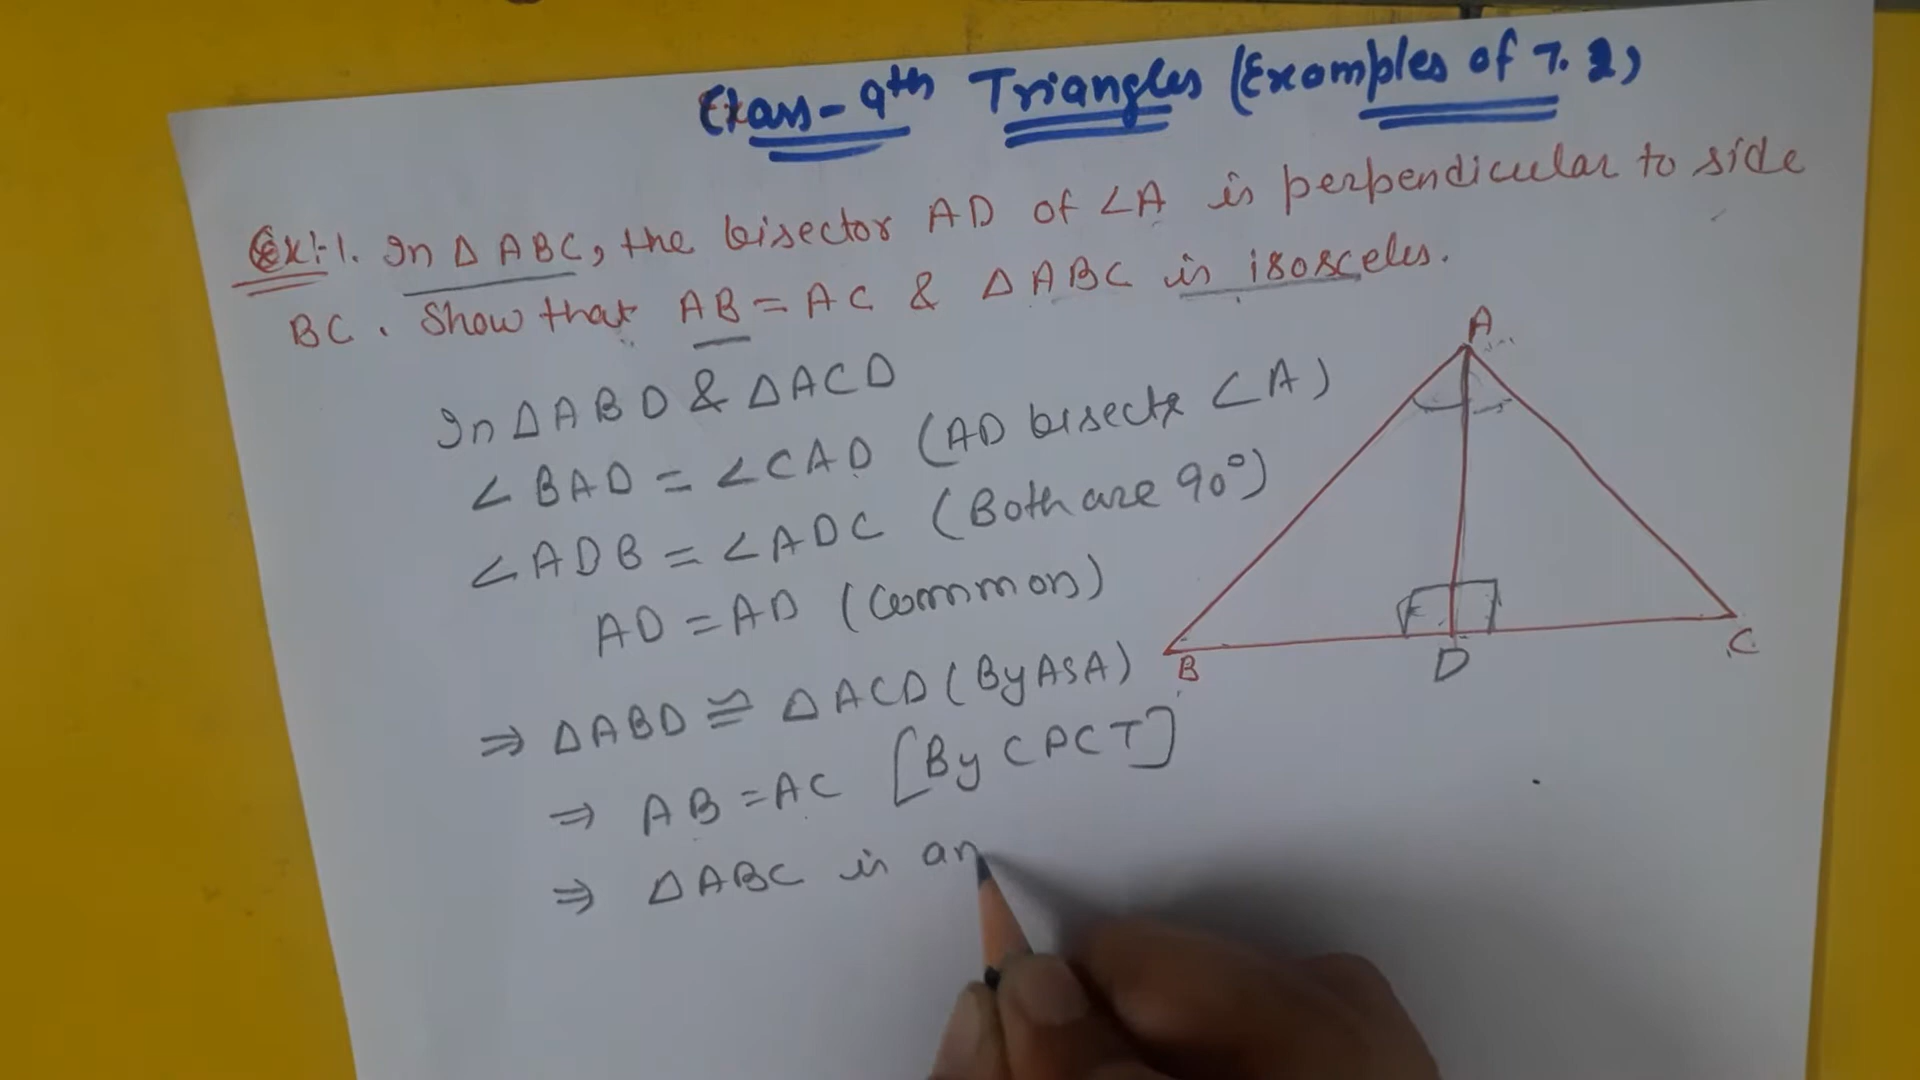 Class-9th Triangles (Examples of 7.2)
Ex:-1. In △ ABC, the bisector AD of ∠A is perpendicular to side
BC. Show that AB = AC & △ ABC is isosceles.
In △ ABD & △ ACD
∠ BAD = ∠CAD (AD bisects ∠A)
∠ADB = ∠ADC (Both are 90°)
AD = AD (Common)
⇒ △ABD ≅ △ACD (By ASA)
⇒ AB = AC [By CPCT]
⇒ △ABC is an
A
B
D
C